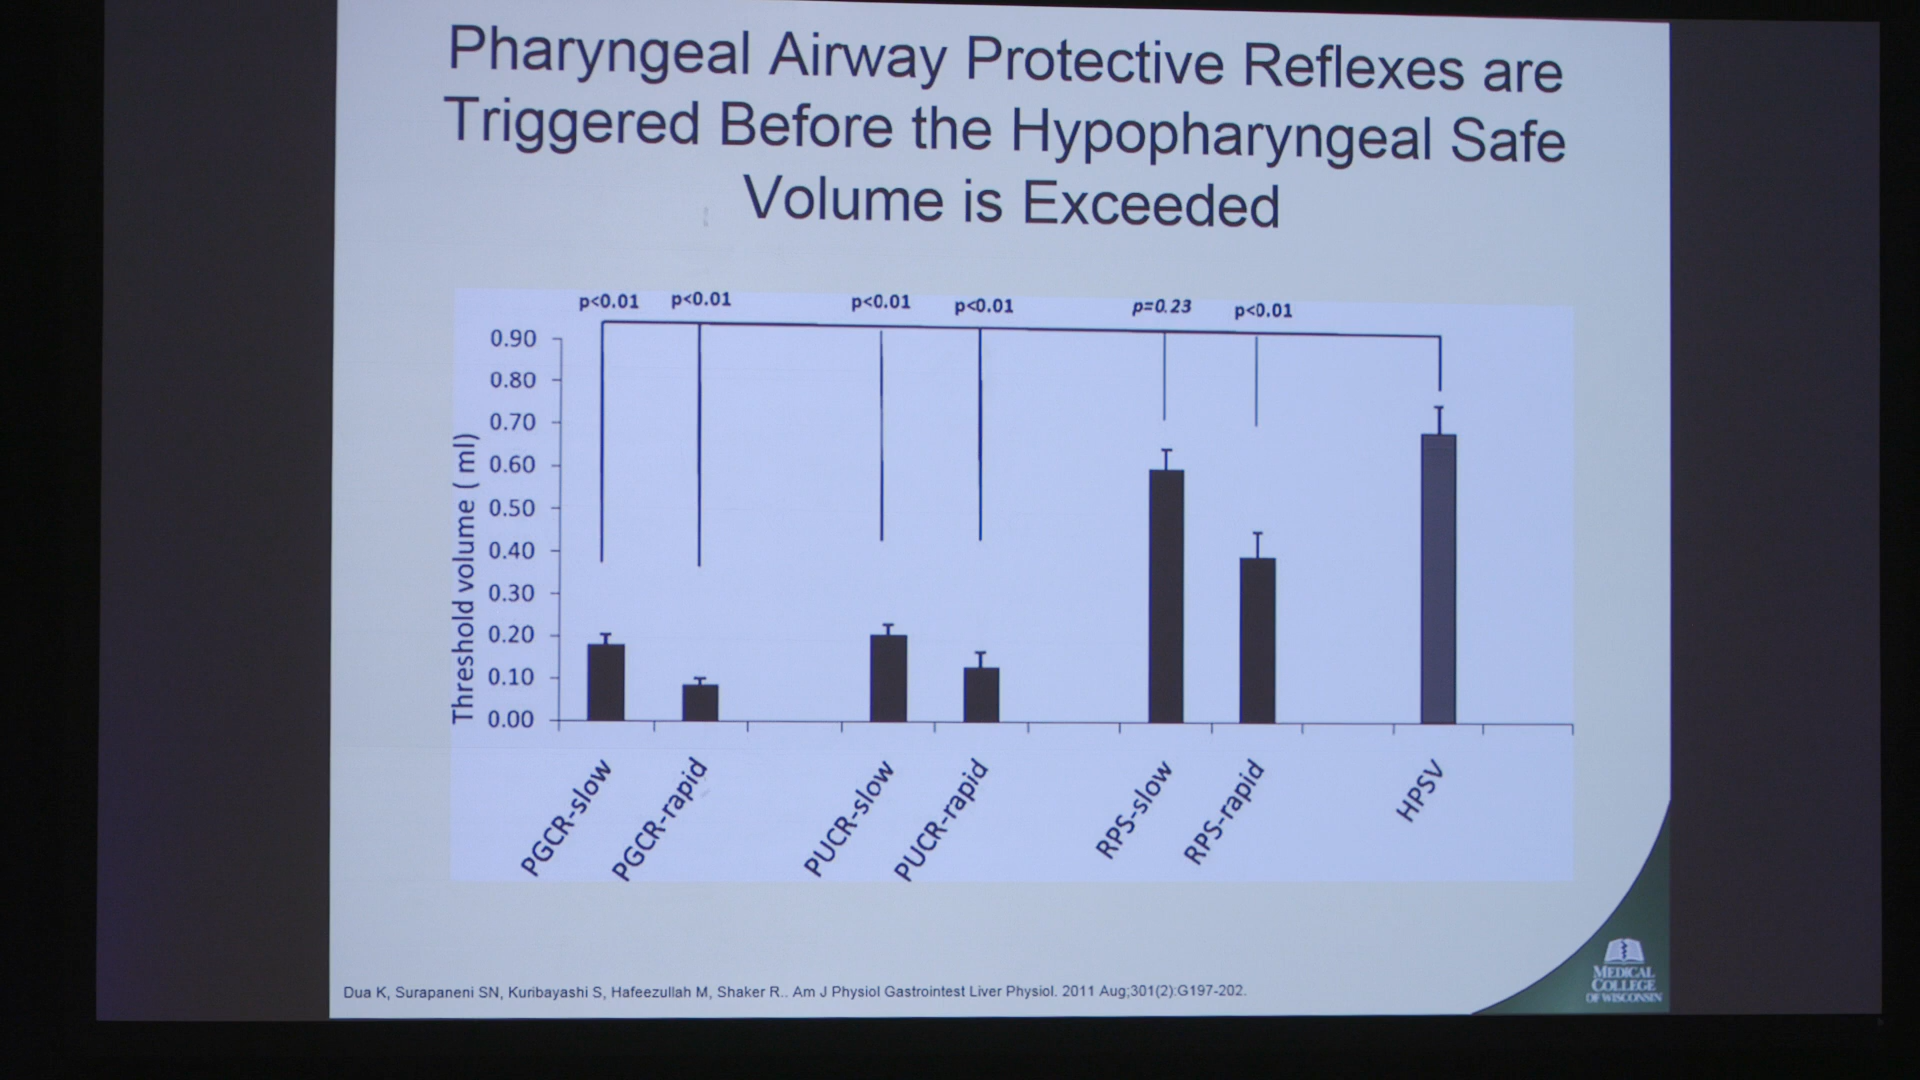 Pharyngeal Airway Protective Reflexes are
Triggered Before the Hypopharyngeal Safe
Volume is Exceeded
p<0.01 p<0.01 p<0.01 p<0.01 p=0.23 p<0.01
Threshold volume ( ml)
0.90
0.80
0.70
0.60
0.50
0.40
0.30
0.20
0.10
0.00
PGCR-slow
PGCR-rapid
PUCR-slow
PUCR-rapid
RPS-slow
RPS-rapid
HPSV
Dua K, Surapaneni SN, Kuribayashi S, Hafeezullah M, Shaker R.. Am J Physiol Gastrointest Liver Physiol. 2011 Aug;301(2):G197-202.
MEDICAL
COLLEGE
OF WISCONSIN